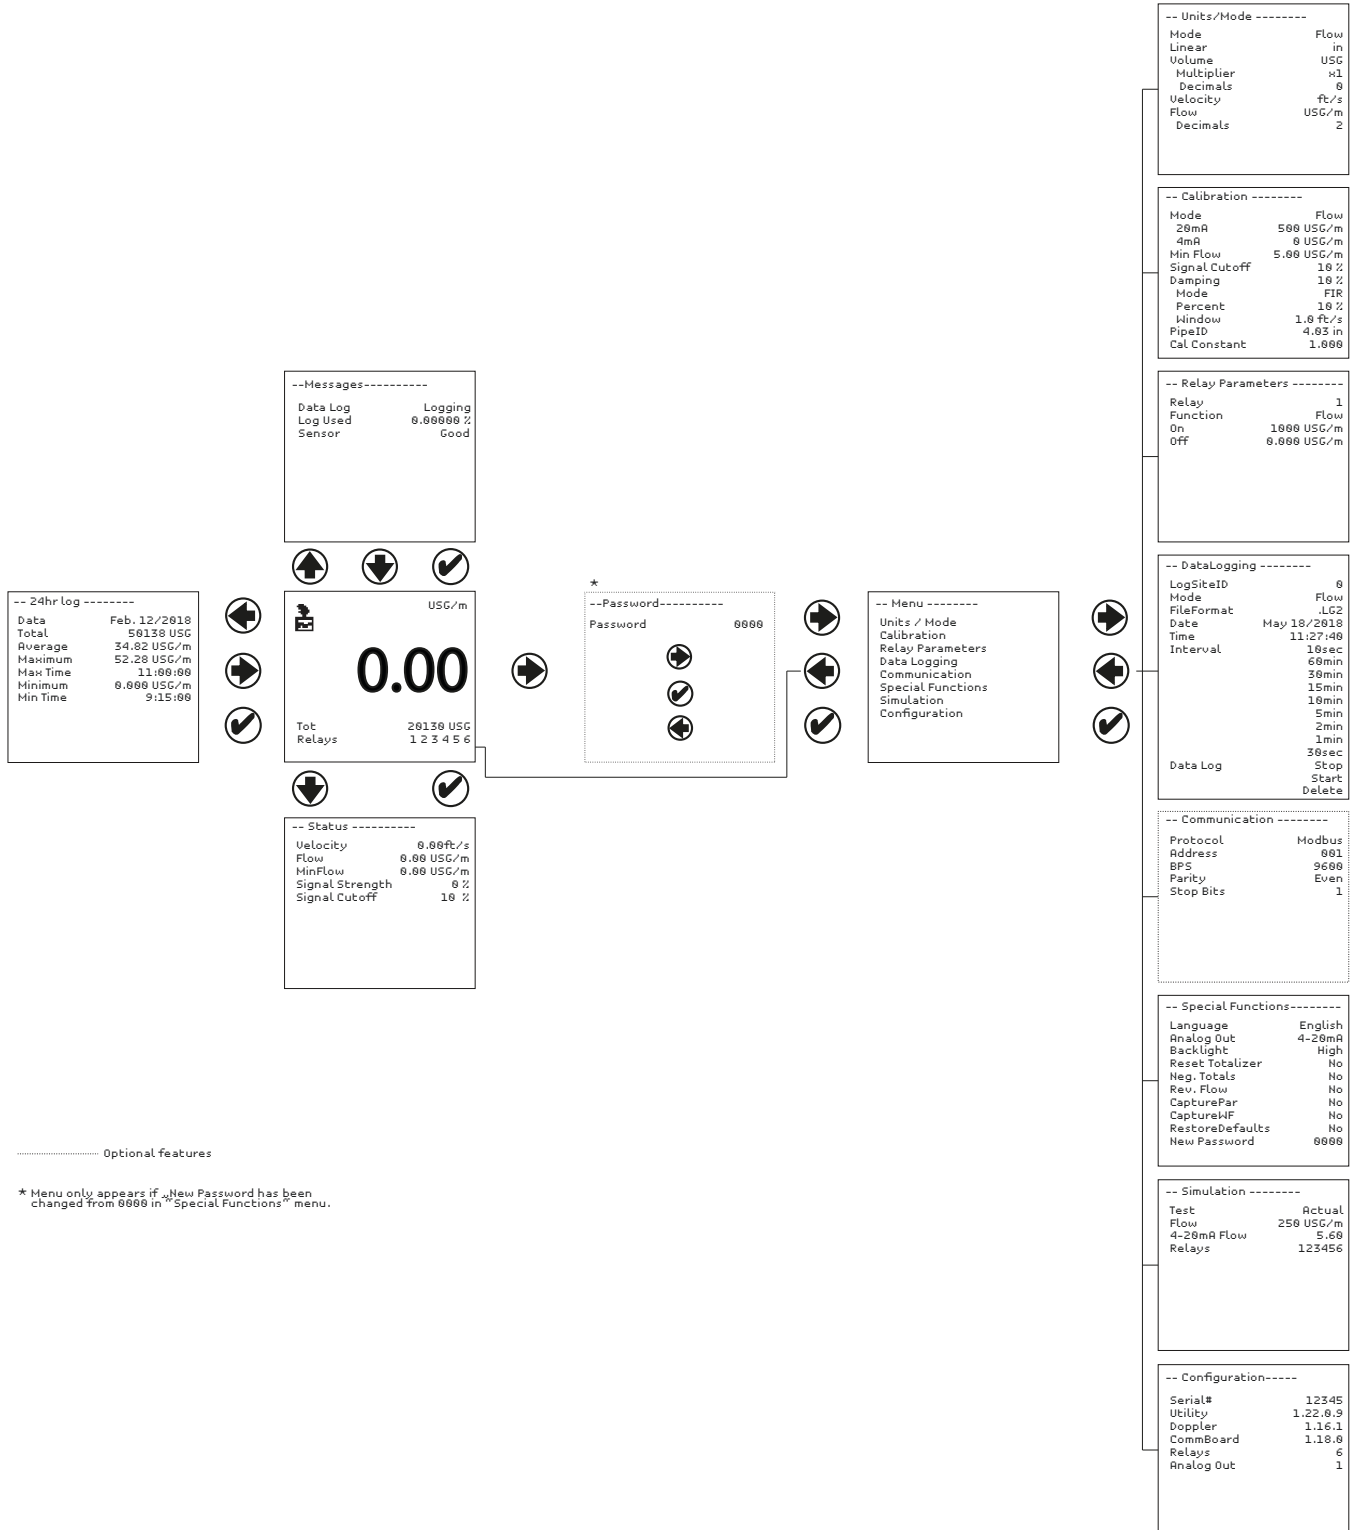 -- Units/Mode --------
Mode Flow
Linear in
Volume USG
Multiplier x1
Decimals 0
Velocity ft/s
Flow USG/m
Decimals 2
-- Calibration --------
Mode Flow
20mA 500 USG/m
4mA 0 USG/m
Min Flow 5.00 USG/m
Signal Cutoff 10 %
Damping 10 %
Mode FIR
Percent 10 %
Window 1.0 ft/s
PipeID 4.03 in
Cal Constant 1.000
-- Relay Parameters --------
Relay 1
Function Flow
On 1000 USG/m
Off 0.000 USG/m
--Messages----------
Data Log Logging
Log Used 0.00000 %
Sensor Good
-- 24hr log --------
Data Feb. 12/2018
Total 50138 USG
Average 34.82 USG/m
Maximum 52.28 USG/m
Max Time 11:00:00
Minimum 0.000 USG/m
Min Time 9:15:00
USG/m
0.00
Tot 20130 USG
Relays 1 2 3 4 5 6
*
--Password----------
Password 0000
-- Menu --------
Units / Mode
Calibration
Relay Parameters
Data Logging
Communication
Special Functions
Simulation
Configuration
-- DataLogging --------
LogSiteID 0
Mode Flow
FileFormat .LG2
Date May 18/2018
Time 11:27:40
Interval 10sec
60min
30min
15min
10min
5min
2min
1min
30sec
Data Log Stop
Start
Delete
-- Status ----------
Velocity 0.00ft/s
Flow 0.00 USG/m
MinFlow 0.00 USG/m
Signal Strength 0 %
Signal Cutoff 10 %
-- Communication --------
Protocol Modbus
Address 001
BPS 9600
Parity Even
Stop Bits 1
-- Special Functions--------
Language English
Analog Out 4-20mA
Backlight High
Reset Totalizer No
Neg. Totals No
Rev. Flow No
CapturePar No
CaptureWF No
RestoreDefaults No
New Password 0000
Optional features
* Menu only appears if „New Password has been
changed from 0000 in “Special Functions” menu.
-- Simulation --------
Test Actual
Flow 250 USG/m
4-20mA Flow 5.60
Relays 123456
-- Configuration-----
Serial# 12345
Utility 1.22.0.9
Doppler 1.16.1
CommBoard 1.18.0
Relays 6
Analog Out 1